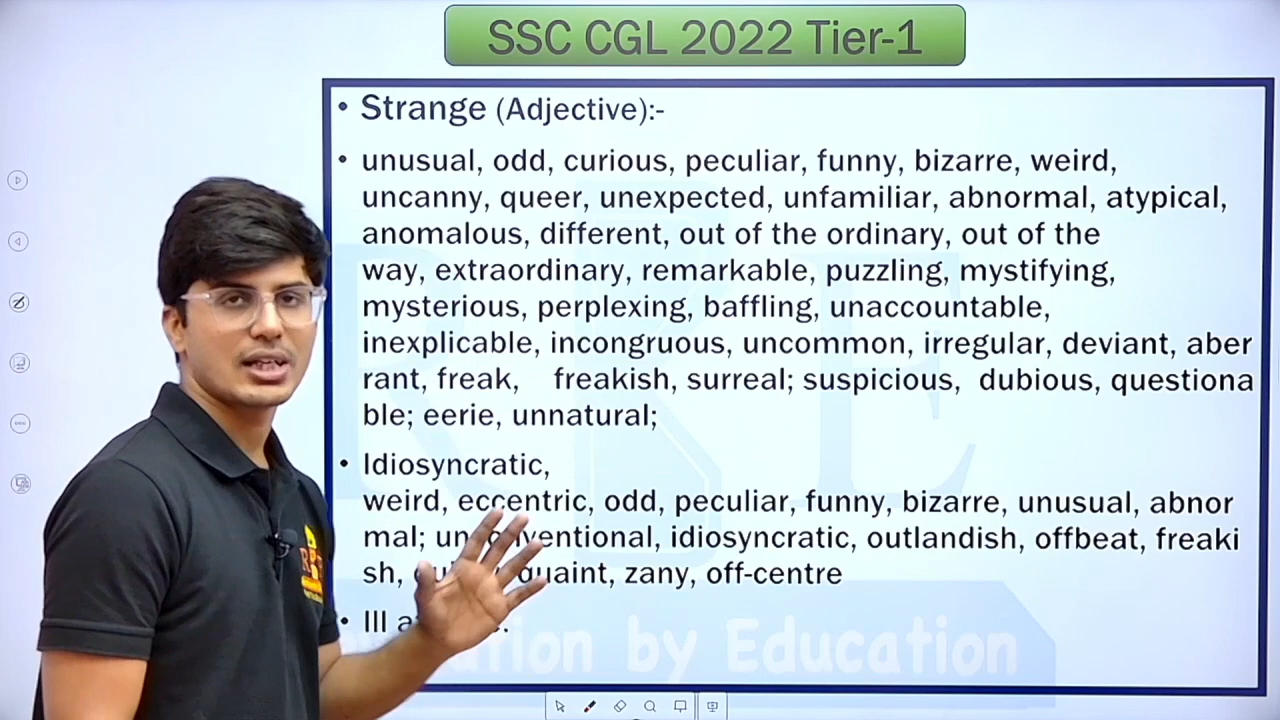 SSC CGL 2022 Tier-1
• Strange (Adjective):-
• unusual, odd, curious, peculiar, funny, bizarre, weird,
uncanny, queer, unexpected, unfamiliar, abnormal, atypical,
anomalous, different, out of the ordinary, out of the
way, extraordinary, remarkable, puzzling, mystifying,
mysterious, perplexing, baffling, unaccountable,
inexplicable, incongruous, uncommon, irregular, deviant, aber
rant, freak, freakish, surreal; suspicious, dubious, questiona
ble; eerie, unnatural;
• Idiosyncratic,
weird, eccentric, odd, peculiar, funny, bizarre, unusual, abnor
mal; unconventional, idiosyncratic, outlandish, offbeat, freaki
sh, quaint, zany, off-centre
• Ill
by Education